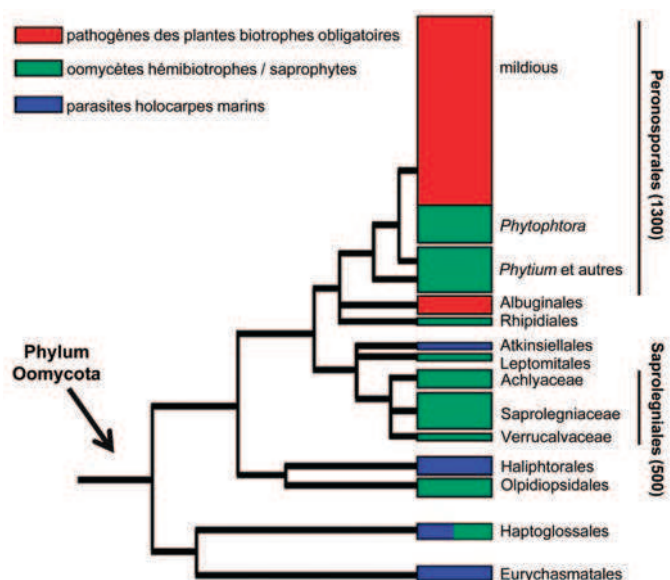 pathogènes des plantes biotrophes obligatoires
oomycètes hémibiotrophes / saprophytes
parasites holocarpes marins
mildious
Phytophtora
Phytium et autres
Albuginales
Rhipidiales
Atkinsiellales
Leptomitales
Achlyaceae
Saprolegniaceae
Verrucalvaceae
Haliphtorales
Olpidiopsidales
Haptoglossales
Eurychasmatales
Peronosporales (1300)
Saprolegniales (500)
Phylum
Oomycota